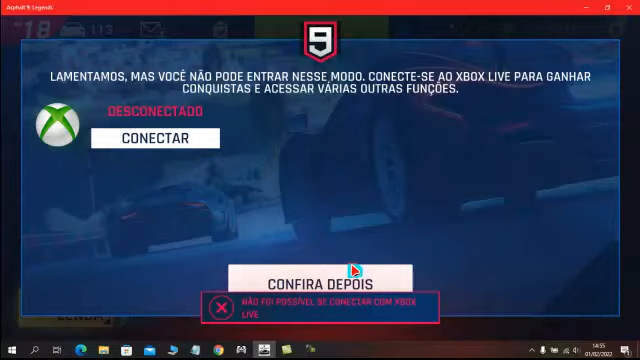 Asphalt 9: Legends
18
113
9
LAMENTAMOS, MAS VOCÊ NÃO PODE ENTRAR NESSE MODO. CONECTE-SE AO XBOX LIVE PARA GANHAR
CONQUISTAS E ACESSAR VÁRIAS OUTRAS FUNÇÕES.
DESCONECTADO
CONECTAR
CONFIRA DEPOIS
NÃO FOI POSSÍVEL SE CONECTAR COM XBOX
LIVE
14:55
01/02/2022